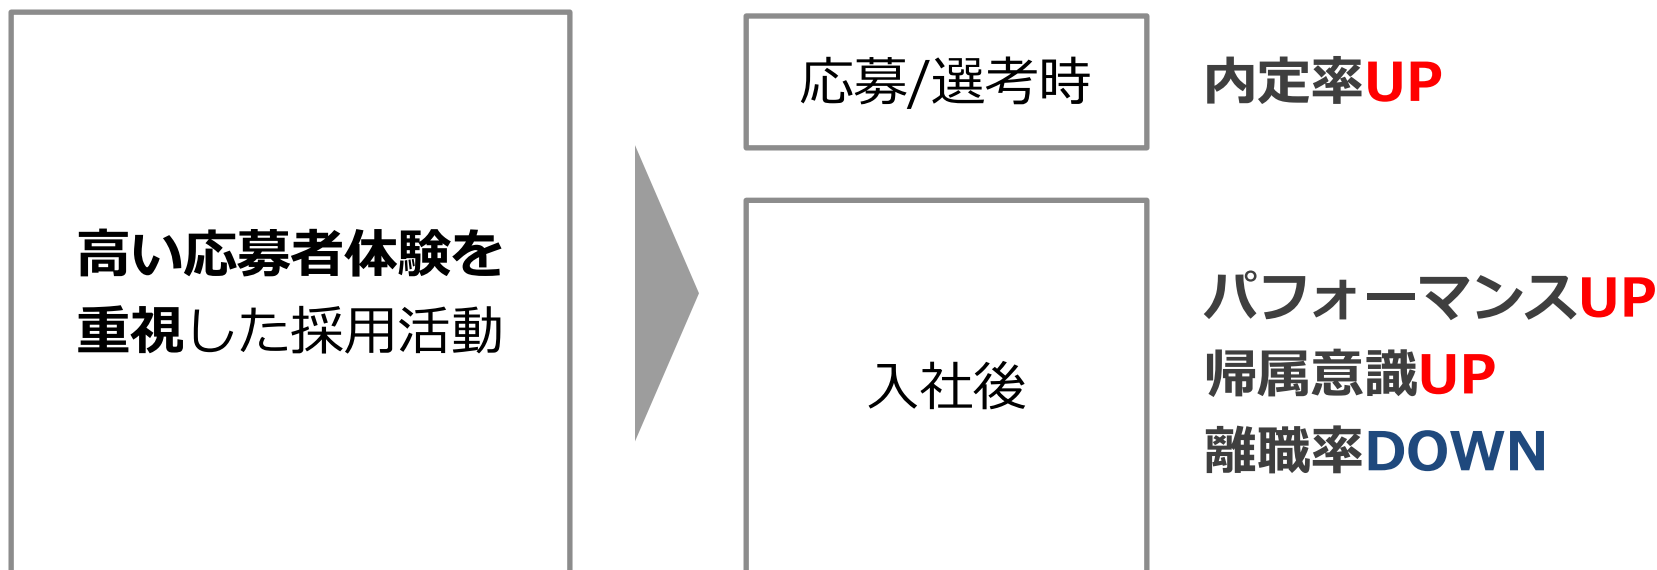 高い応募者体験を
重視した採用活動
応募/選考時
内定率UP
入社後
パフォーマンスUP
帰属意識UP
離職率DOWN